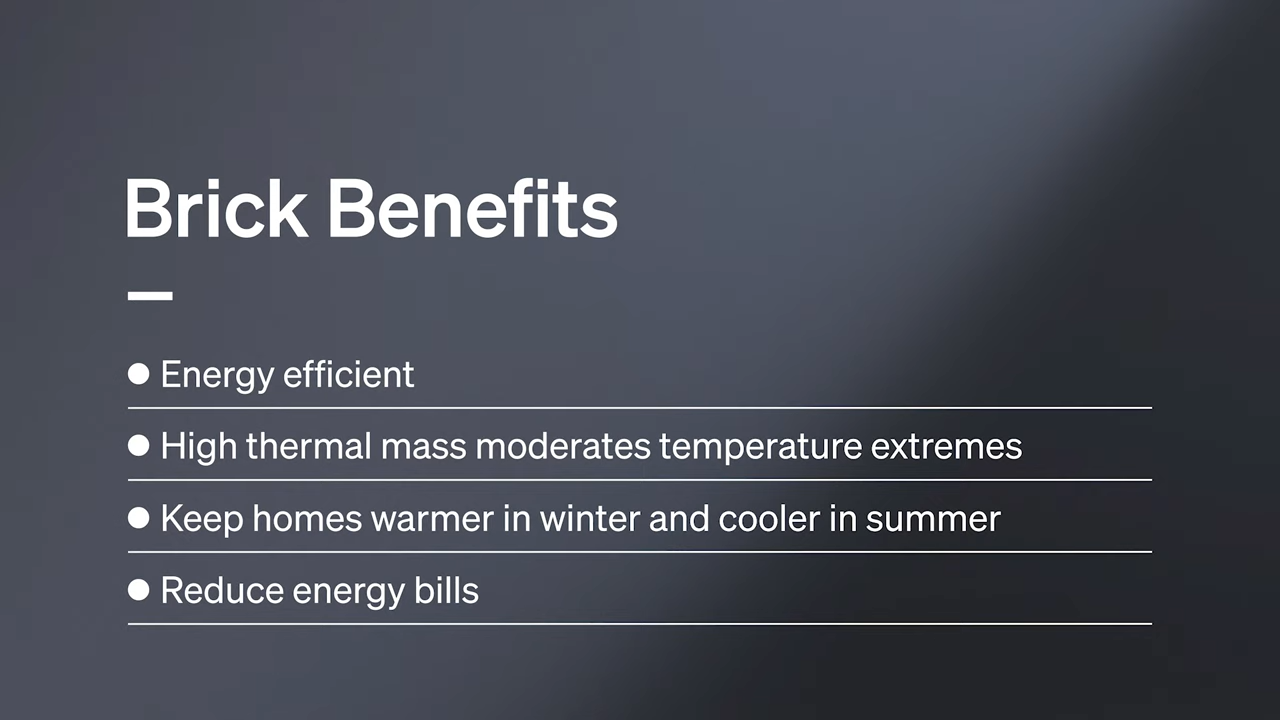 Brick Benefits
Energy efficient
High thermal mass moderates temperature extremes
Keep homes warmer in winter and cooler in summer
Reduce energy bills